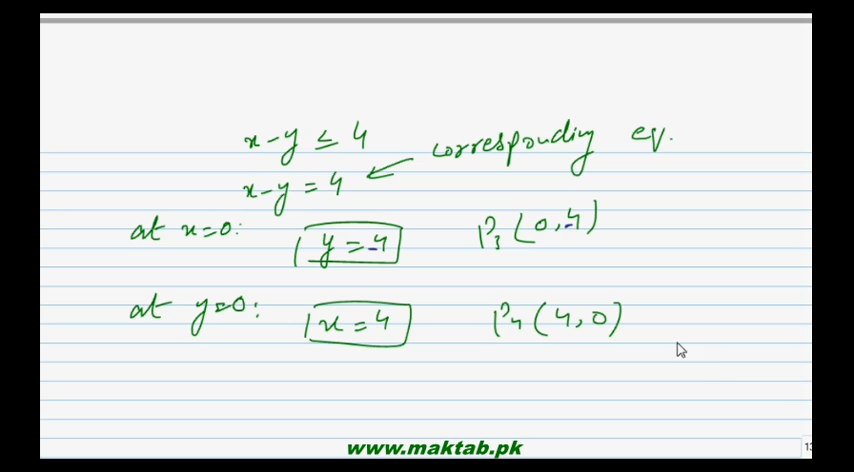 x-y ≤ 4
x-y = 4 ← corresponding eq.
at x=0: y = -4 P3(0,-4)
at y=0: x = 4 P4(4,0)
www.maktab.pk